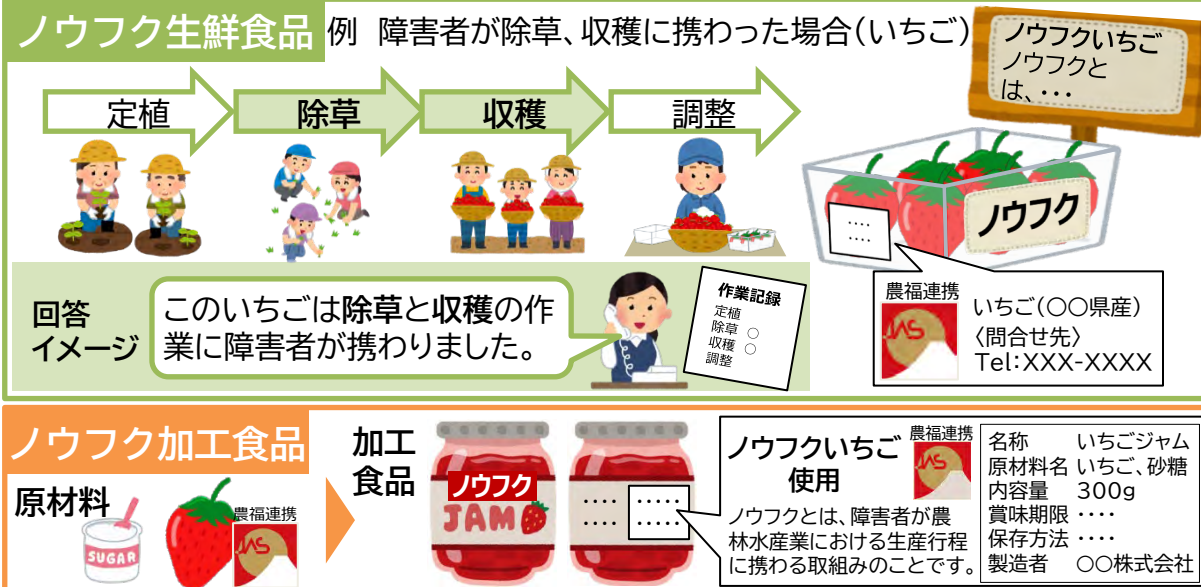 ノウフク生鮮食品
例 障害者が除草、収穫に携わった場合(いちご)
定植
除草
収穫
調整
ノウフクいちご
ノウフクと
は、・・・
ノウフク
回答
イメージ
このいちごは除草と収穫の作
業に障害者が携わりました。
作業記録
定植
除草 ○
収穫 ○
調整
農福連携
JAS
いちご(○○県産)
〈問合せ先〉
Tel:XXX-XXXX
ノウフク加工食品
原材料
SUGAR
農福連携
JAS
加工
食品
ノウフク
JAM
ノウフクいちご
使用
農福連携
JAS
ノウフクとは、障害者が農
林水産業における生産行程
に携わる取組みのことです。
名称 いちごジャム
原材料名 いちご、砂糖
内容量 300g
賞味期限 ････
保存方法 ････
製造者 ○○株式会社